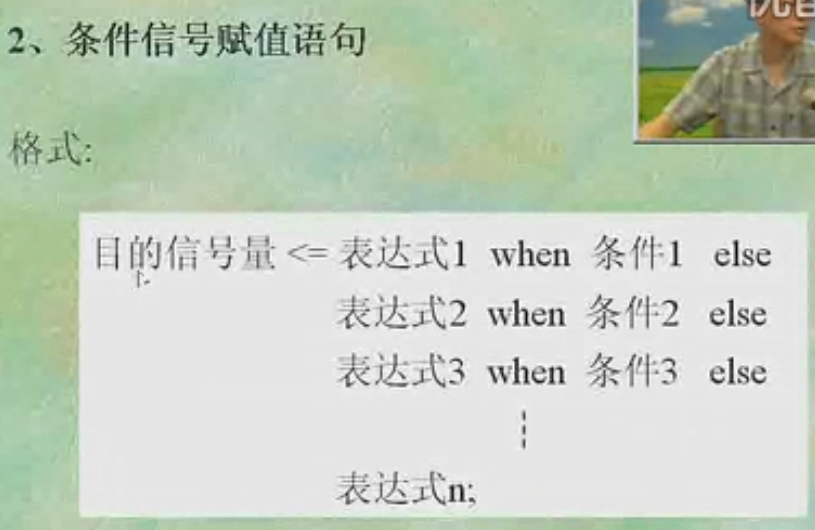 2、条件信号赋值语句
格式:
目的信号量 <= 表达式1 when 条件1 else
表达式2 when 条件2 else
表达式3 when 条件3 else
表达式n;